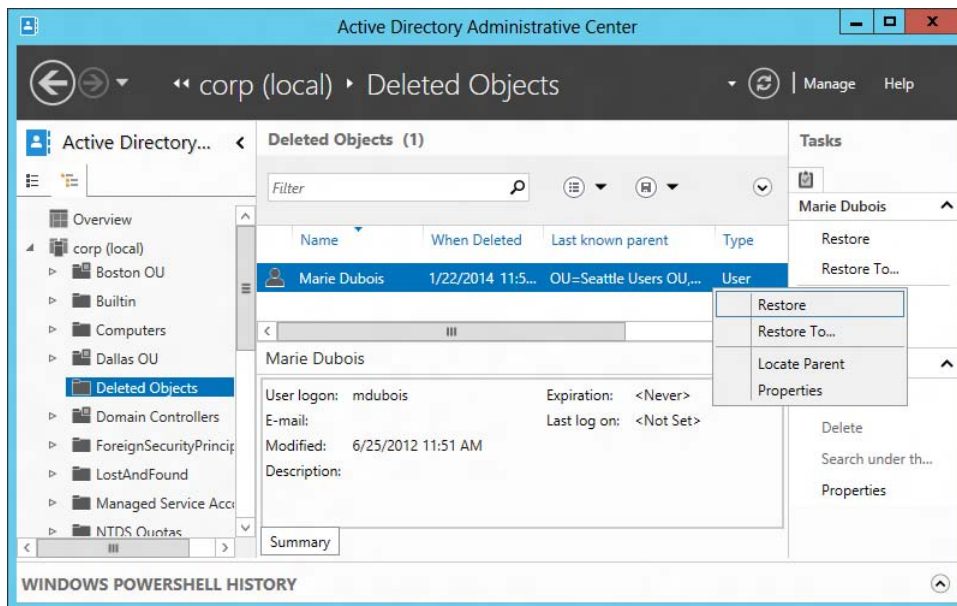 Active Directory Administrative Center
corp (local) Deleted Objects
Manage Help
Active Directory...
Overview
corp (local)
Boston OU
Builtin
Computers
Dallas OU
Deleted Objects
Domain Controllers
ForeignSecurityPrincip
LostAndFound
Managed Service Acco
NTDS Quotas
Deleted Objects (1)
Filter
Name When Deleted Last known parent Type
Marie Dubois 1/22/2014 11:5... OU=Seattle Users OU,... User
Restore
Restore To...
Locate Parent
Properties
Marie Dubois
User logon: mdubois Expiration: <Never>
E-mail: Last log on: <Not Set>
Modified: 6/25/2012 11:51 AM
Description:
Summary
Tasks
Marie Dubois
Restore
Restore To...
Delete
Search under th...
Properties
WINDOWS POWERSHELL HISTORY